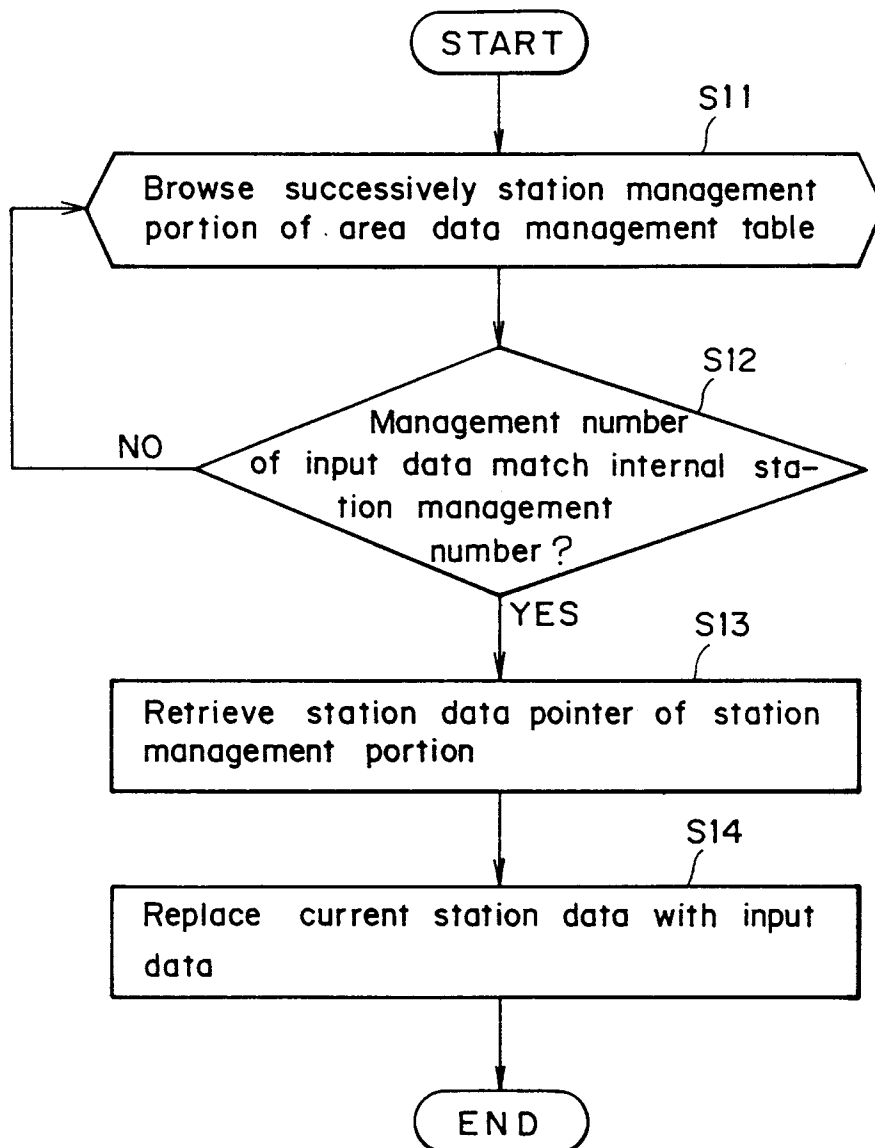 START
S11
Browse successively station management
portion of area data management table
S12
Management number
of input data match internal sta-
tion management
number?
NO
YES
S13
Retrieve station data pointer of station
management portion
S14
Replace current station data with input
data
END